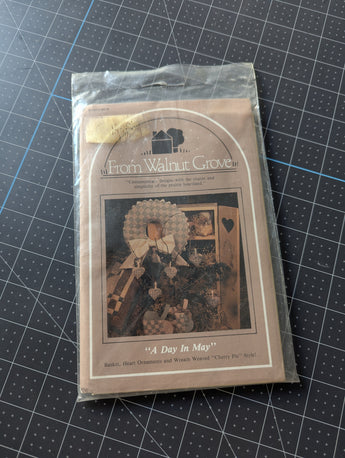 From Walnut Grove
"Contemporary designs with the charm and
simplicity of the prairie heartland."
"A Day In May"
Basket, Heart Ornaments and Wreath Weaved "Cherry Pie" Style!